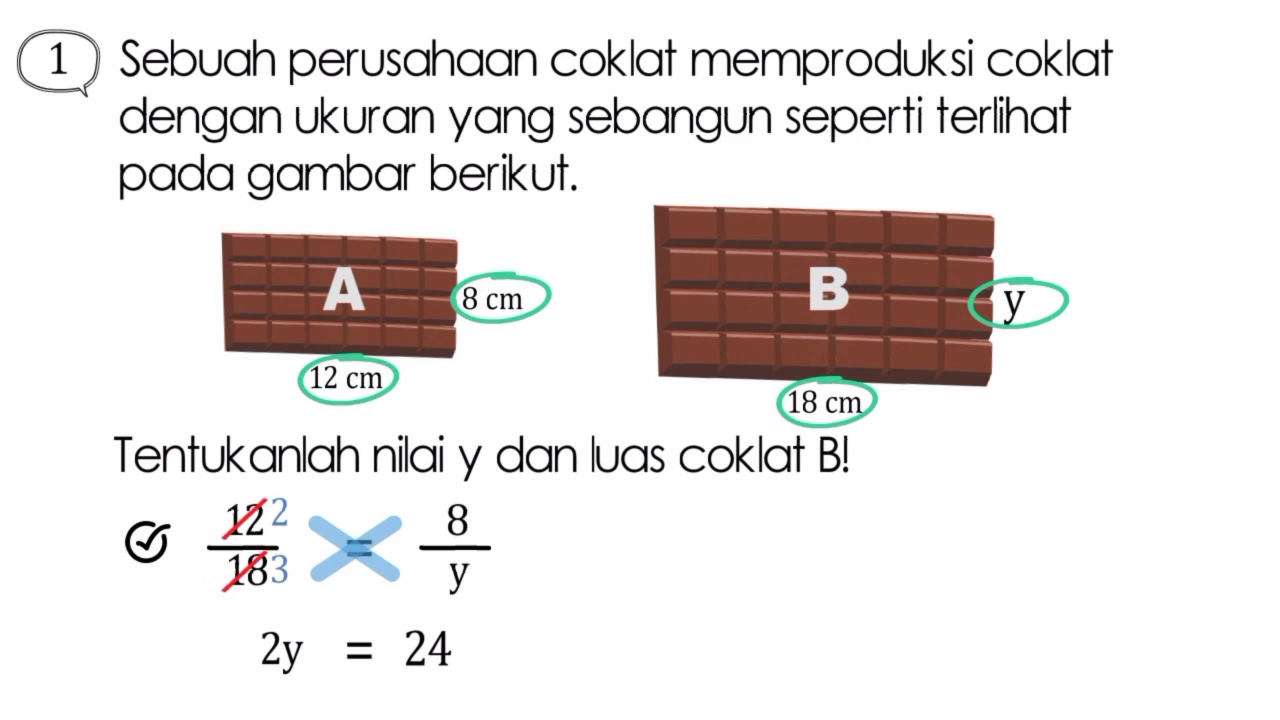 1
Sebuah perusahaan coklat memproduksi coklat
dengan ukuran yang sebangun seperti terlihat
pada gambar berikut.
A
8 cm
12 cm
B
y
18 cm
Tentukanlah nilai y dan luas coklat B!
12 2 = 8
18 3 y
2y = 24